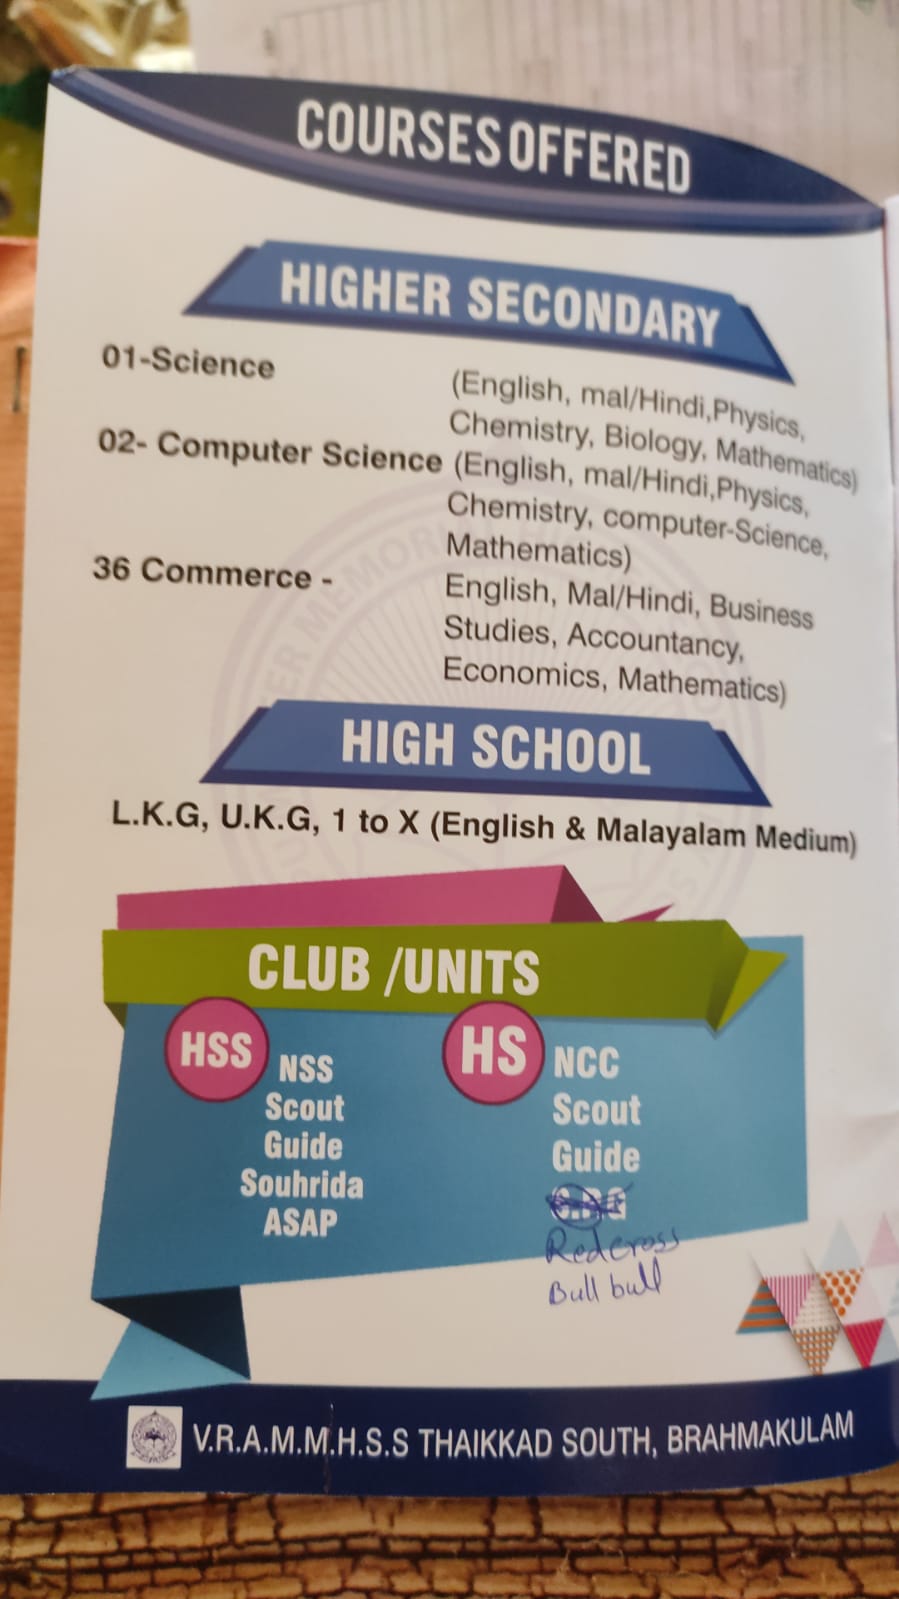 COURSES OFFERED
HIGHER SECONDARY
01-Science
(English, mal/Hindi,Physics,
Chemistry, Biology, Mathematics)
02- Computer Science (English, mal/Hindi,Physics,
Chemistry, computer-Science,
Mathematics)
36 Commerce -
English, Mal/Hindi, Business
Studies, Accountancy,
Economics, Mathematics)
HIGH SCHOOL
L.K.G, U.K.G, 1 to X (English & Malayalam Medium)
CLUB /UNITS
HSS
NSS
Scout
Guide
Souhrida
ASAP
HS
NCC
Scout
Guide
Redcross
Bull bull
V.R.A.M.M.H.S.S THAIKKAD SOUTH, BRAHMAKULAM